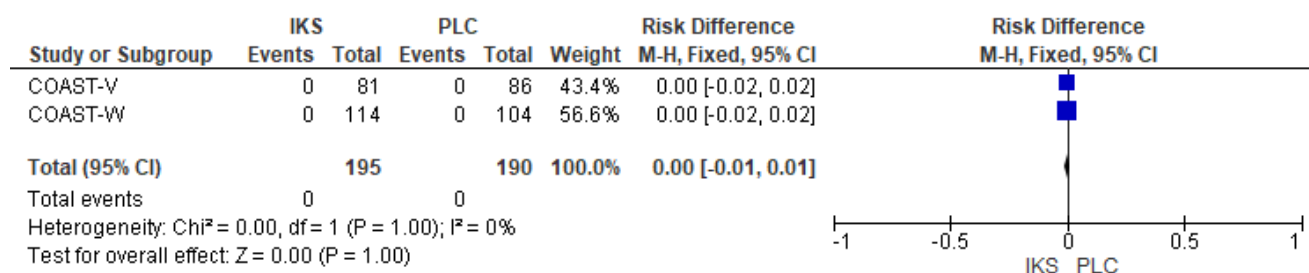 IKS PLC Risk Difference Risk Difference
Study or Subgroup Events Total Events Total Weight M-H, Fixed, 95% CI M-H, Fixed, 95% CI
COAST-V 0 81 0 86 43.4% 0.00 [-0.02, 0.02]
COAST-W 0 114 0 104 56.6% 0.00 [-0.02, 0.02]
Total (95% CI) 195 190 100.0% 0.00 [-0.01, 0.01]
Total events 0 0
Heterogeneity: Chi² = 0.00, df = 1 (P = 1.00); I² = 0%
Test for overall effect: Z = 0.00 (P = 1.00)
-1 -0.5 0 0.5 1
IKS PLC